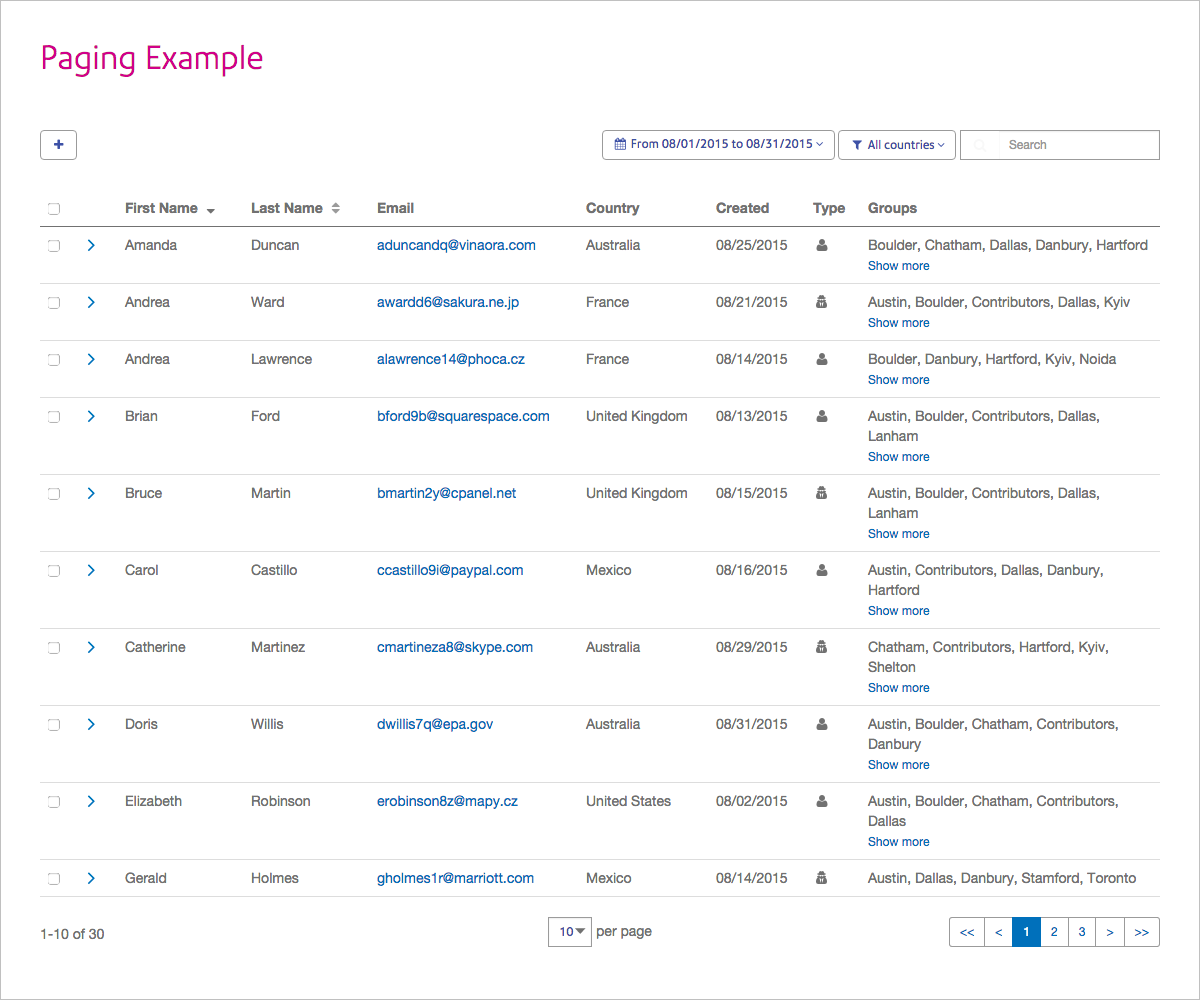 Paging Example
+ From 08/01/2015 to 08/31/2015 All countries Search
First Name Last Name Email Country Created Type Groups
Amanda Duncan aduncandq@vinaora.com Australia 08/25/2015 Boulder, Chatham, Dallas, Danbury, Hartford
Show more
Andrea Ward awardd6@sakura.ne.jp France 08/21/2015 Austin, Boulder, Contributors, Dallas, Kyiv
Show more
Andrea Lawrence alawrence14@phoca.cz France 08/14/2015 Boulder, Danbury, Hartford, Kyiv, Noida
Show more
Brian Ford bford9b@squarespace.com United Kingdom 08/13/2015 Austin, Boulder, Contributors, Dallas,
Lanham
Show more
Bruce Martin bmartin2y@cpanel.net United Kingdom 08/15/2015 Austin, Boulder, Contributors, Dallas,
Lanham
Show more
Carol Castillo ccastillo9i@paypal.com Mexico 08/16/2015 Austin, Contributors, Dallas, Danbury,
Hartford
Show more
Catherine Martinez cmartineza8@skype.com Australia 08/29/2015 Chatham, Contributors, Hartford, Kyiv,
Shelton
Show more
Doris Willis dwillis7q@epa.gov Australia 08/31/2015 Austin, Boulder, Chatham, Contributors,
Danbury
Show more
Elizabeth Robinson erobinson8z@mapy.cz United States 08/02/2015 Austin, Boulder, Chatham, Contributors,
Dallas
Show more
Gerald Holmes gholmes1r@marriott.com Mexico 08/14/2015 Austin, Dallas, Danbury, Stamford, Toronto
1-10 of 30 10 per page << < 1 2 3 > >>